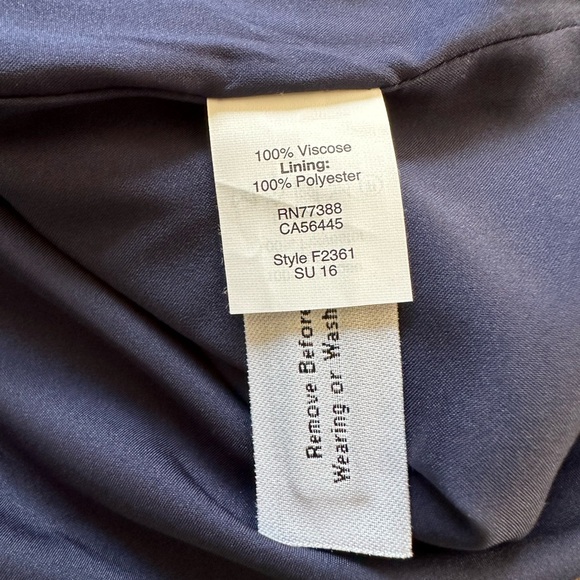 100% Viscose
Lining:
100% Polyester
RN77388
CA56445
Style F2361
SU 16
Remove Before
Wearing or Wash